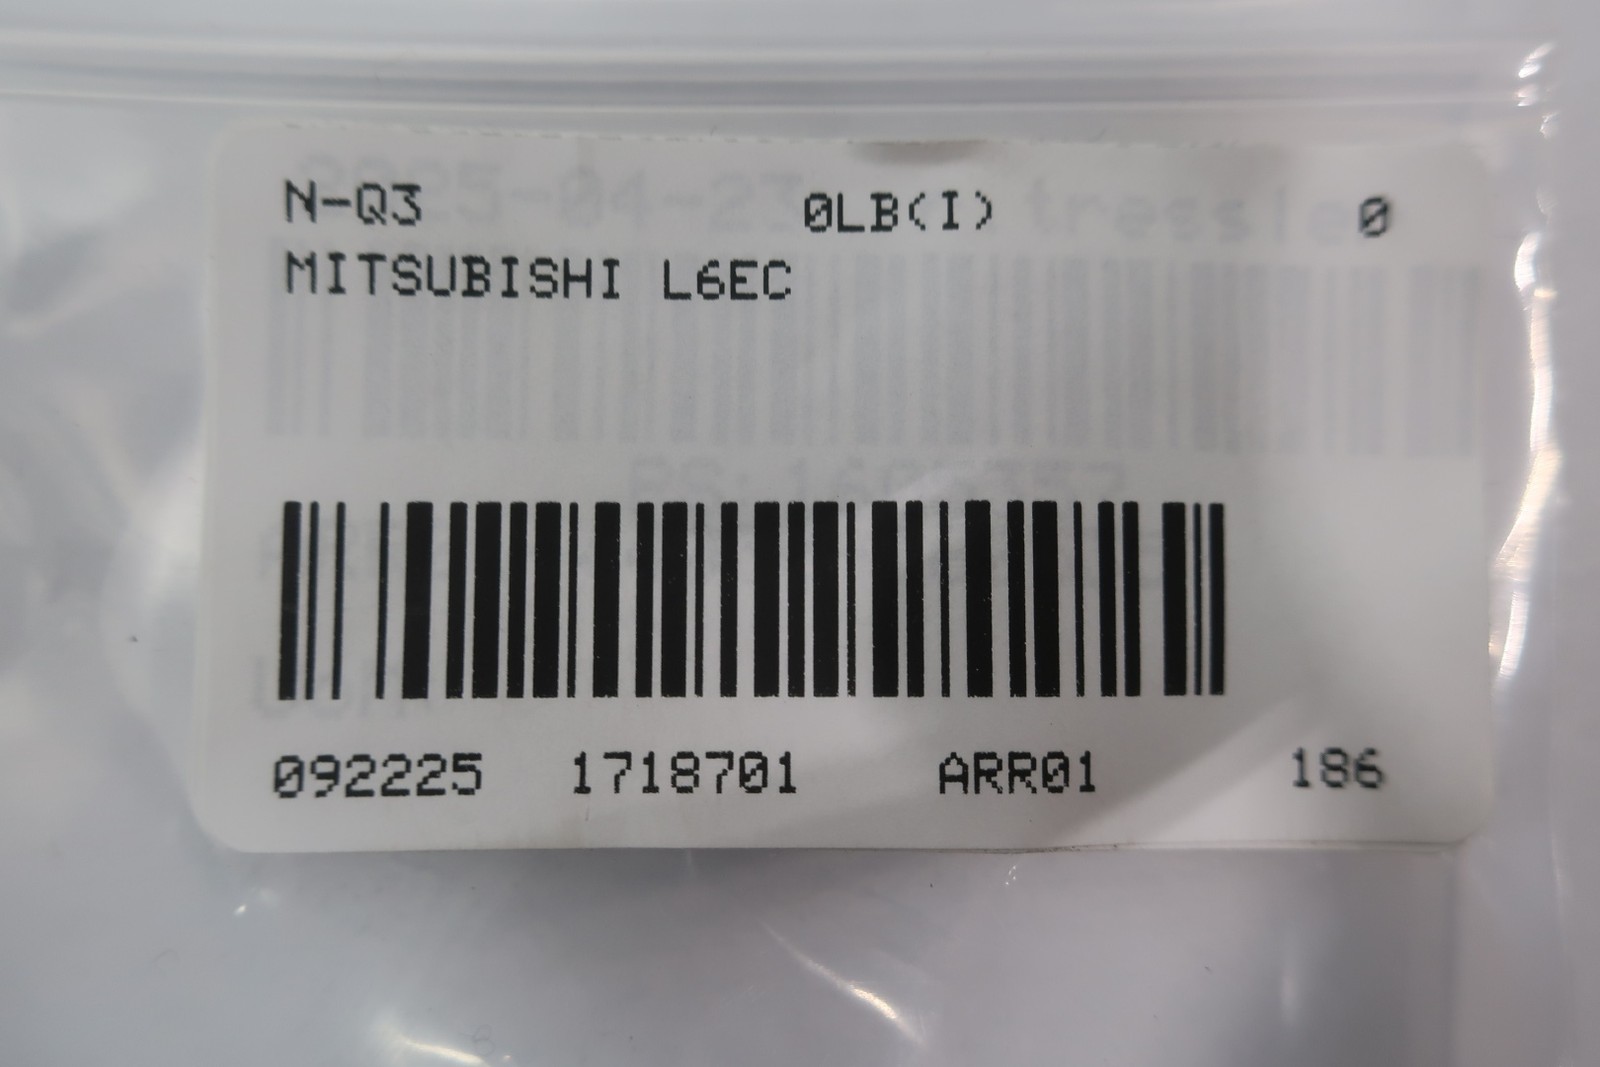 N-Q3 0LB(I) 0
MITSUBISHI L6EC
092225 1718701 ARR01 186